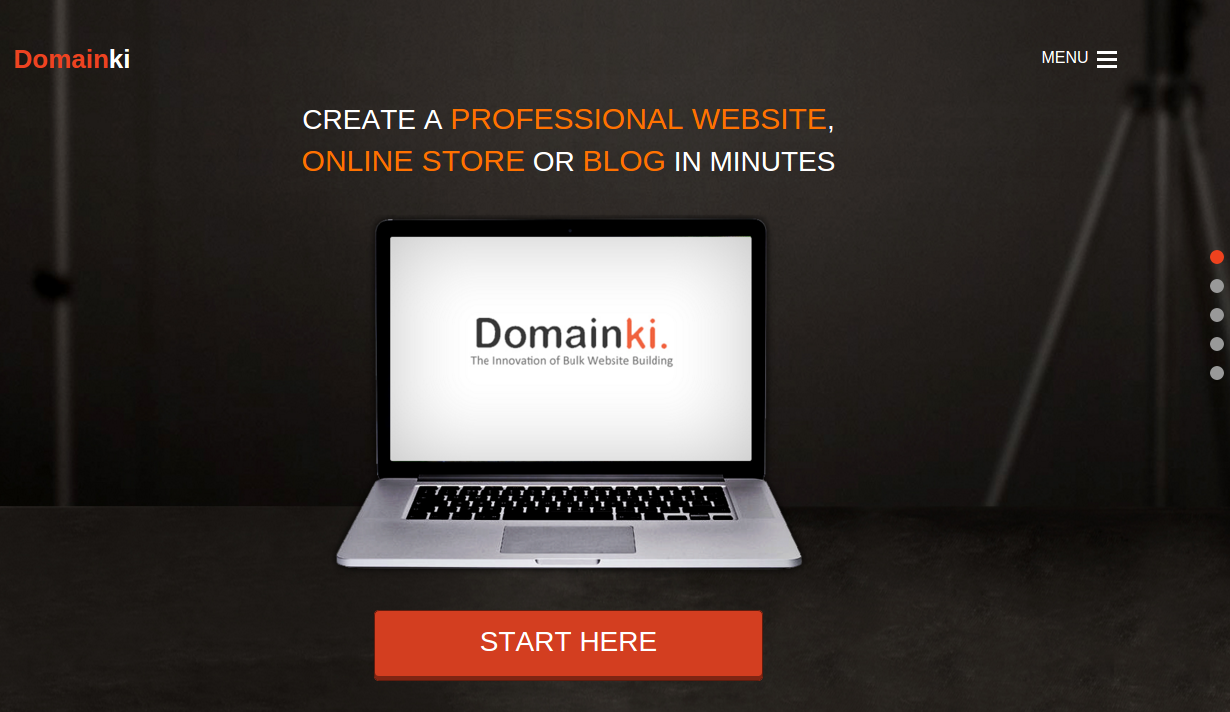 Domainki
MENU
CREATE A PROFESSIONAL WEBSITE,
ONLINE STORE OR BLOG IN MINUTES
Domainki.
The Innovation of Bulk Website Building
START HERE